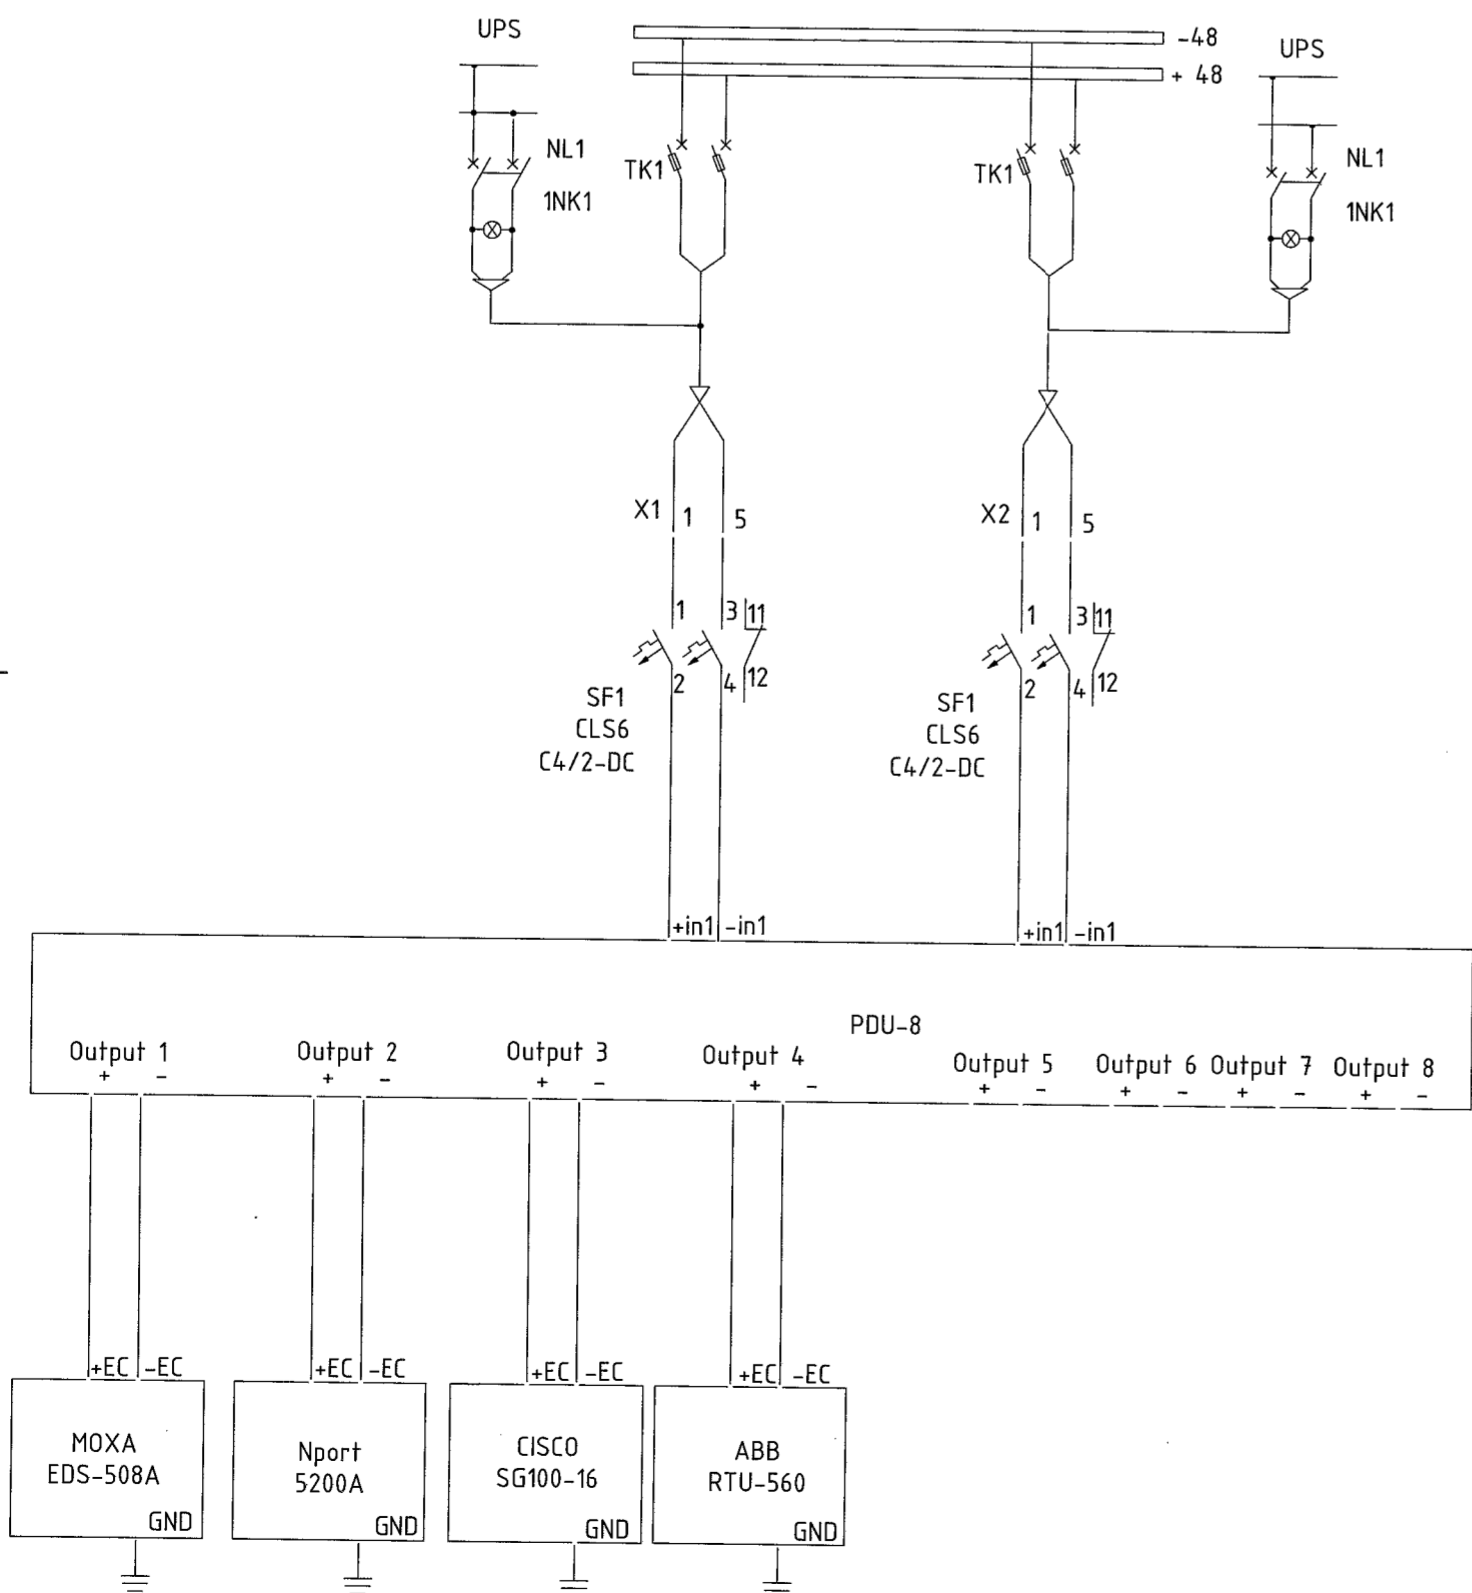 UPS
-48
+ 48
UPS
NL1
1NK1
TK1
TK1
NL1
1NK1
X1
1
5
X2
1
5
1
3
11
2
4
12
SF1
CLS6
C4/2-DC
1
3
11
2
4
12
SF1
CLS6
C4/2-DC
+in1
-in1
+in1
-in1
PDU-8
Output 1
+ -
Output 2
+ -
Output 3
+ -
Output 4
+ -
Output 5
+ -
Output 6
+ -
Output 7
+ -
Output 8
+ -
+EC
-EC
+EC
-EC
+EC
-EC
+EC
-EC
MOXA
EDS-508A
GND
Nport
5200A
GND
CISCO
SG100-16
GND
ABB
RTU-560
GND